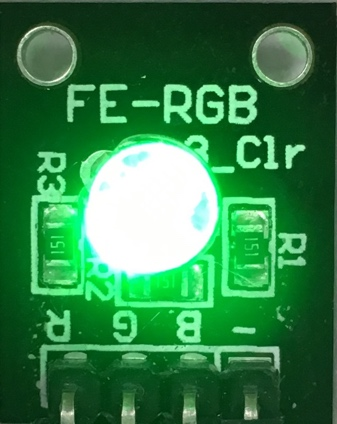 FE-RGB
3_Clr
R3
151
R2
151
151
R1
R G B -